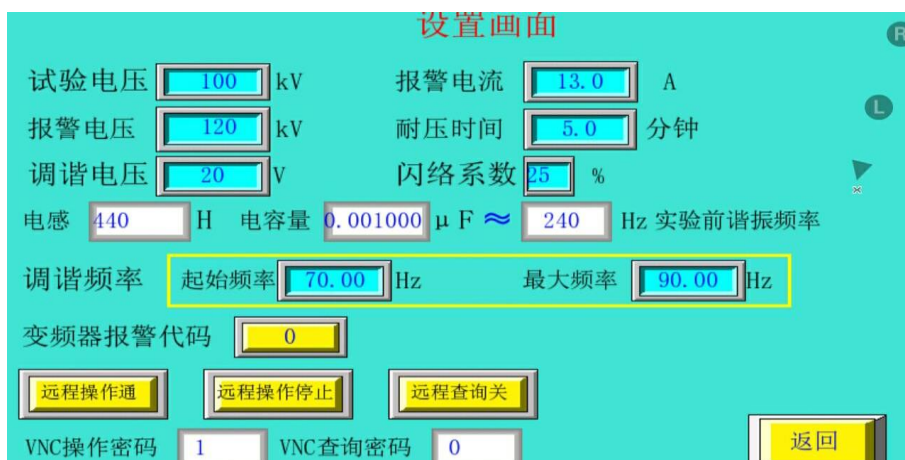 设置画面
试验电压 100 kV 报警电流 13.0 A
报警电压 120 kV 耐压时间 5.0 分钟
调谐电压 20 V 闪络系数 25 %
电感 440 H 电容量 0.001000 μF ≈ 240 Hz 实验前谐振频率
调谐频率 起始频率 70.00 Hz 最大频率 90.00 Hz
变频器报警代码 0
远程操作通 远程操作停止 远程查询关
VNC操作密码 1 VNC查询密码 0 返回
R
L